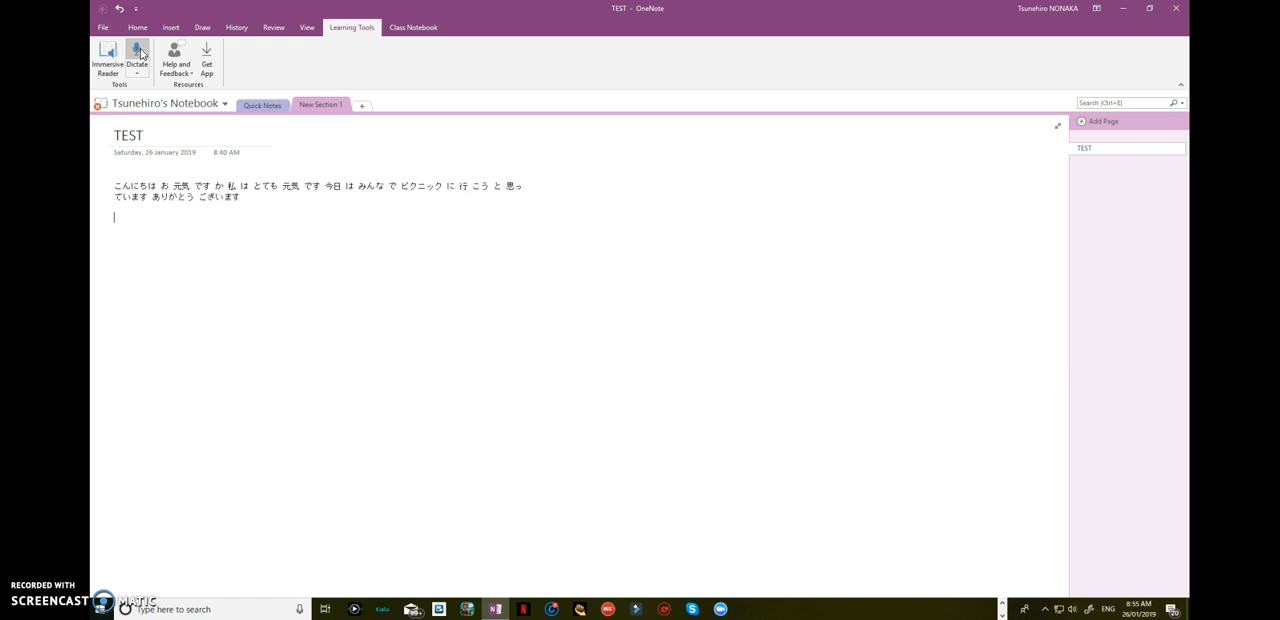 TEST - OneNote
Tsunehiro NONAKA
File Home Insert Draw History Review View Learning Tools Class Notebook
Immersive Reader
Dictate
Help and Feedback
Get App
Tools
Resources
Tsunehiro's Notebook
Quick Notes
New Section 1
Search (Ctrl+E)
TEST
Add Page
Saturday, 26 January 2019 8:40 AM
TEST
こんにちは お 元気 です か 私 は とても 元気 です 今日 は みんな で ピクニック に 行 こう と 思っ
ています ありがとう ございます
RECORDED WITH
SCREENCAST MATIC
Type here to search
99+
REC
ENG
8:55 AM
26/01/2019
20